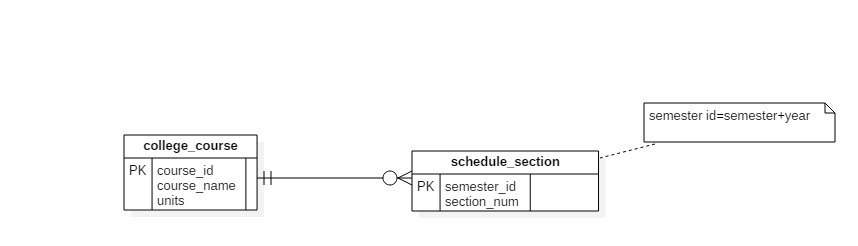 college_course
PK course_id
course_name
units
schedule_section
PK semester_id
section_num
semester id=semester+year